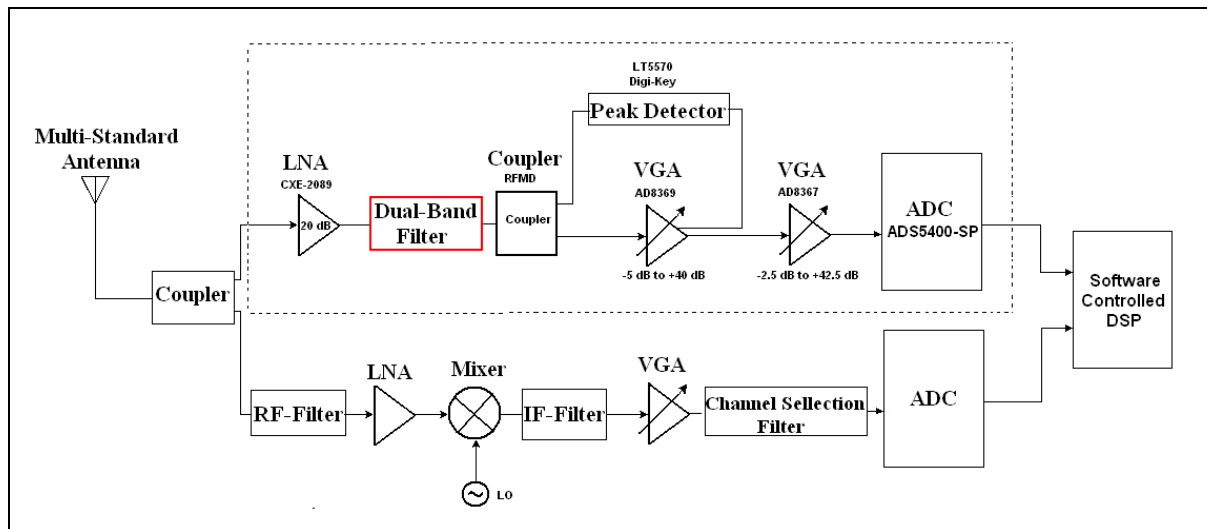 Multi-Standard
Antenna
Coupler
LNA
CXE-2089
20 dB
Dual-Band
Filter
Coupler
RFMD
Coupler
LT5570
Digi-Key
Peak Detector
VGA
AD8369
-5 dB to +40 dB
VGA
AD8367
-2.5 dB to +42.5 dB
ADC
ADS5400-SP
Software
Controlled
DSP
RF-Filter
LNA
Mixer
LO
IF-Filter
VGA
Channel Sellection
Filter
ADC